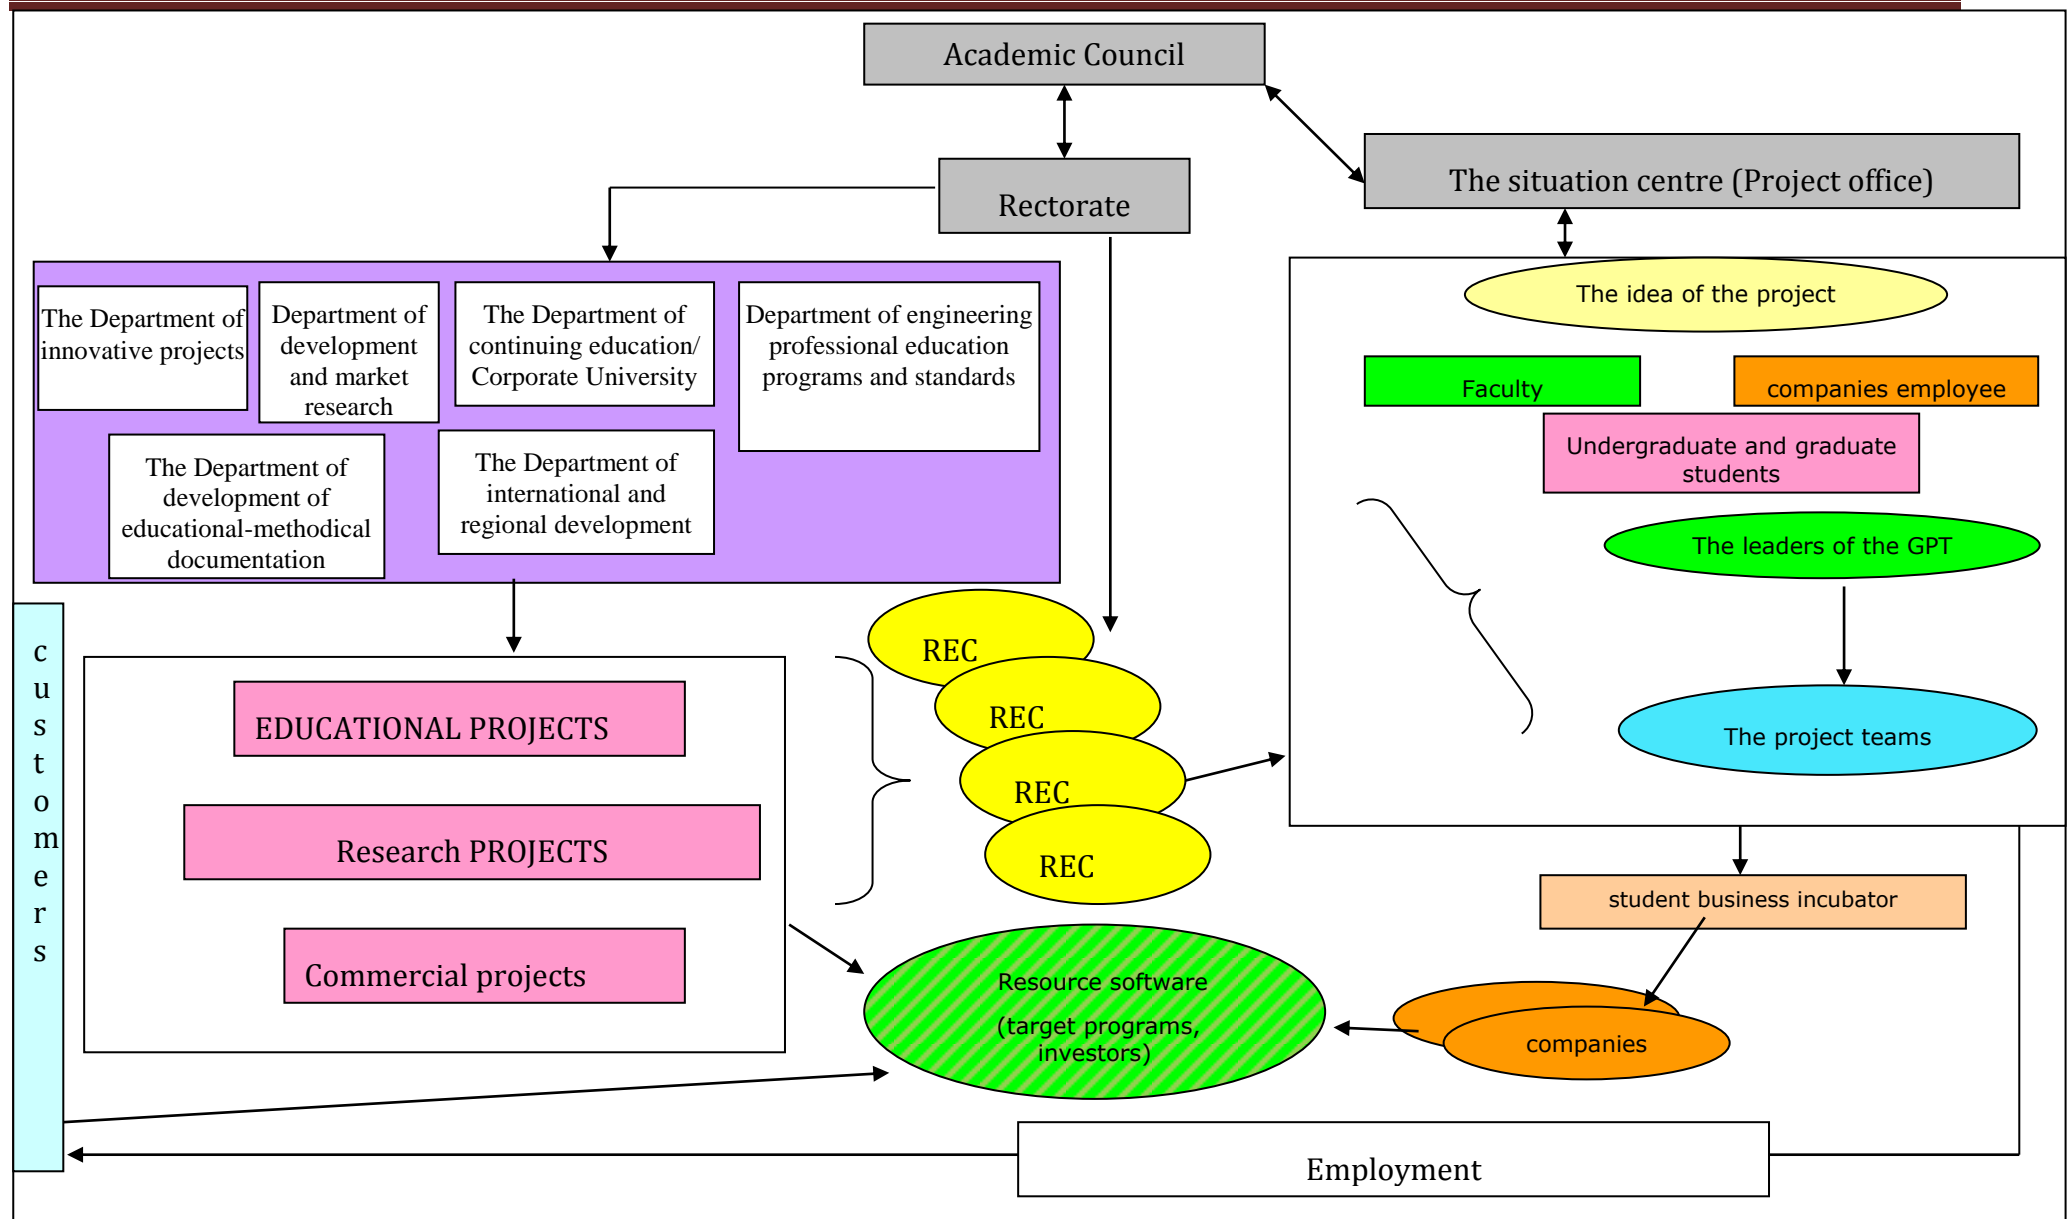 Academic Council
The situation centre (Project office)
Rectorate
The Department of
innovative projects
Department of
development
and market
research
The Department of
continuing education/
Corporate University
Department of engineering
professional education
programs and standards
The Department of
development of
educational-methodical
documentation
The Department of
international and
regional development
The idea of the project
Faculty
companies employee
Undergraduate and graduate
students
The leaders of the GPT
The project teams
customers
EDUCATIONAL PROJECTS
Research PROJECTS
Commercial projects
REC
REC
REC
REC
student business incubator
Resource software
(target programs,
investors)
companies
Employment